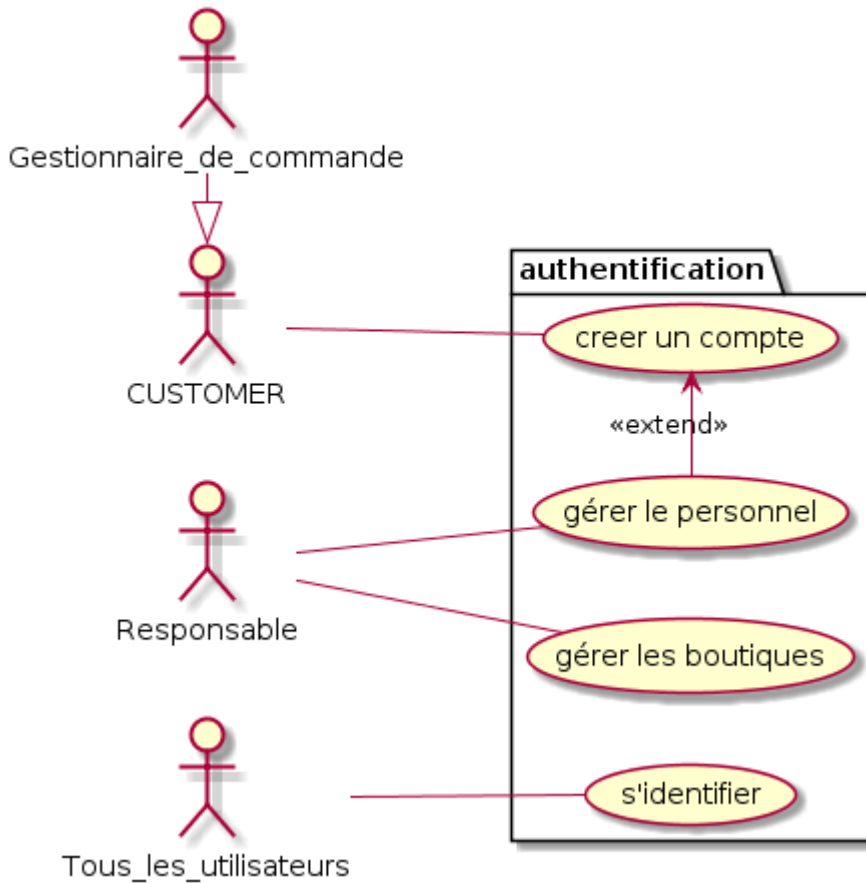 Gestionnaire_de_commande
authentification
creer un compte
CUSTOMER
«extend»
gérer le personnel
Responsable
gérer les boutiques
s'identifier
Tous_les_utilisateurs